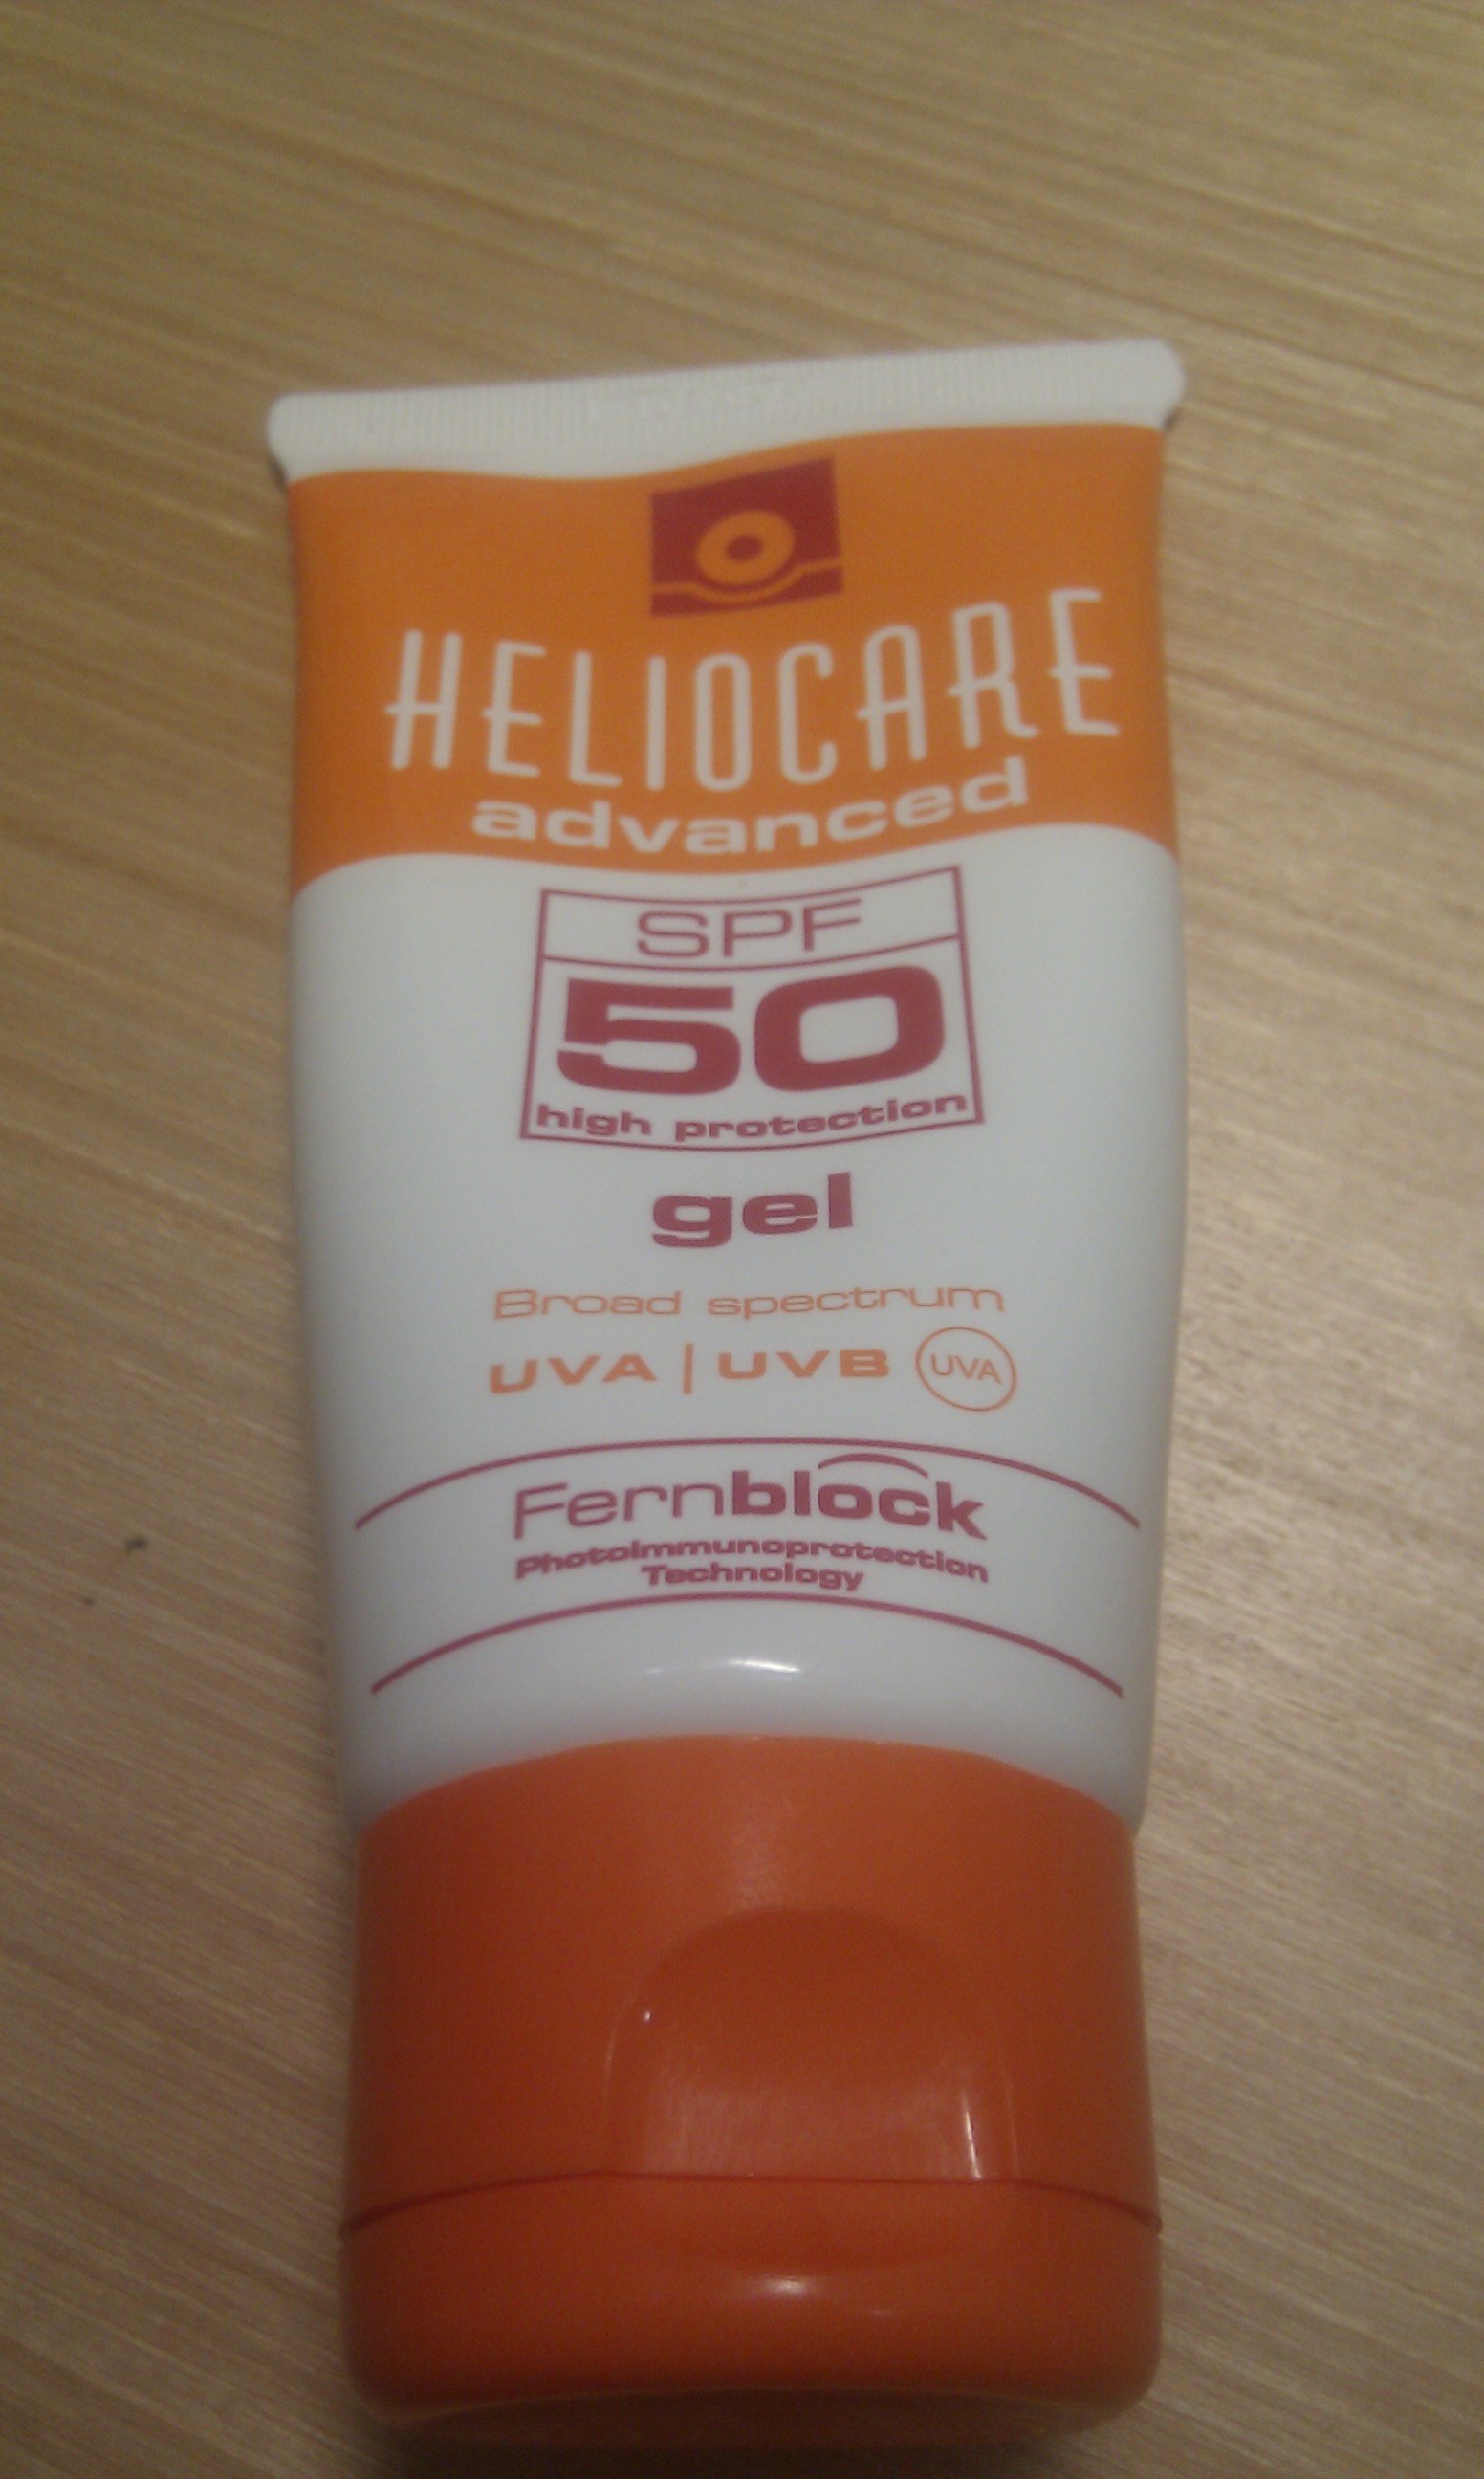 HELIOCARE
advanced
SPF
50
high protection
gel
Broad spectrum
UVA | UVB UVA
Fernblock
Photoimmunoprotection
Technology